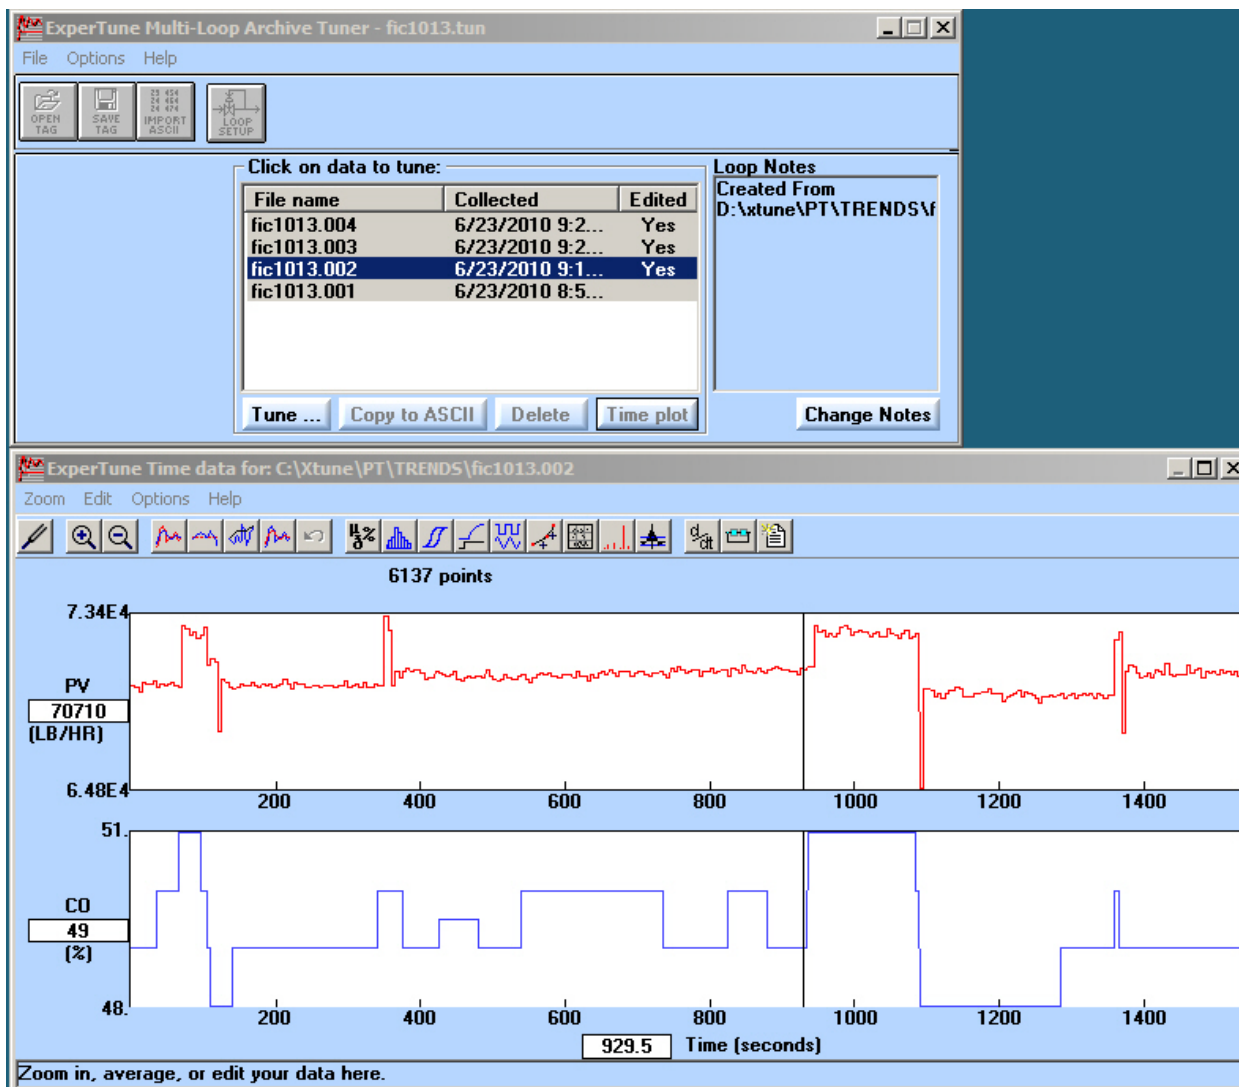 ExperTune Multi-Loop Archive Tuner - fic1013.tun
File Options Help
OPEN TAG
SAVE TAG
23 454
24 464
24 474
IMPORT ASCII
LOOP SETUP
Click on data to tune:
File name Collected Edited
fic1013.004 6/23/2010 9:2... Yes
fic1013.003 6/23/2010 9:2... Yes
fic1013.002 6/23/2010 9:1... Yes
fic1013.001 6/23/2010 8:5...
Tune ... Copy to ASCII Delete Time plot
Loop Notes
Created From
D:\xtune\PT\TRENDS\f
Change Notes
ExperTune Time data for: C:\Xtune\PT\TRENDS\fic1013.002
Zoom Edit Options Help
6137 points
7.34E4
PV
70710
(LB/HR)
6.48E4
200 400 600 800 1000 1200 1400
51.
CO
49
(%)
48.
200 400 600 800 1000 1200 1400
929.5 Time (seconds)
Zoom in, average, or edit your data here.